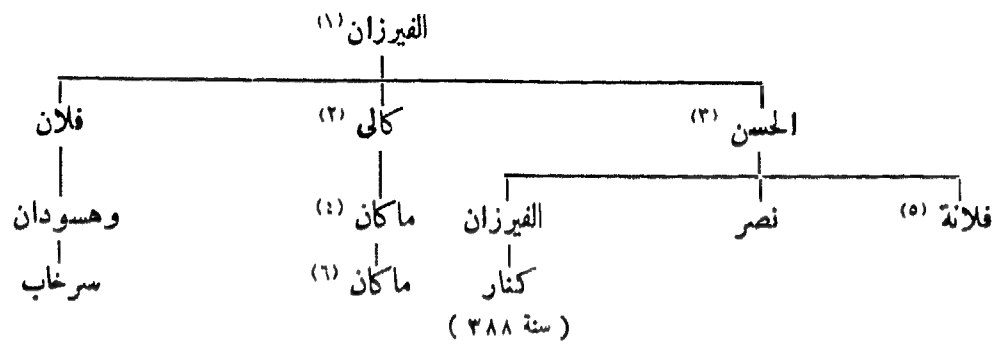 الفيرزان (١)
الحسن (٣) كالى (٢) فلان
فلانة (٥) نصر الفيرزان ماكان (٤) وهسودان
كنار ماكان (٦) سرخاب
( سنة ٣٨٨ )